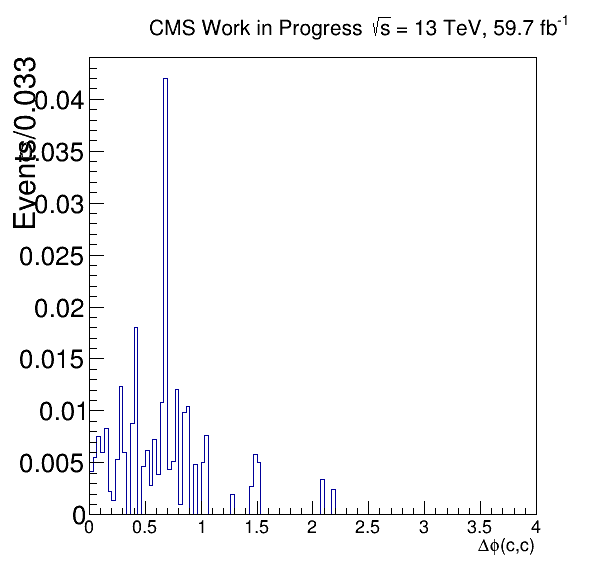 CMS Work in Progress √s = 13 TeV, 59.7 fb⁻¹
Events/0.033
0.04
0.035
0.03
0.025
0.02
0.015
0.01
0.005
0
0 0.5 1 1.5 2 2.5 3 3.5 4
Δϕ(c,c)